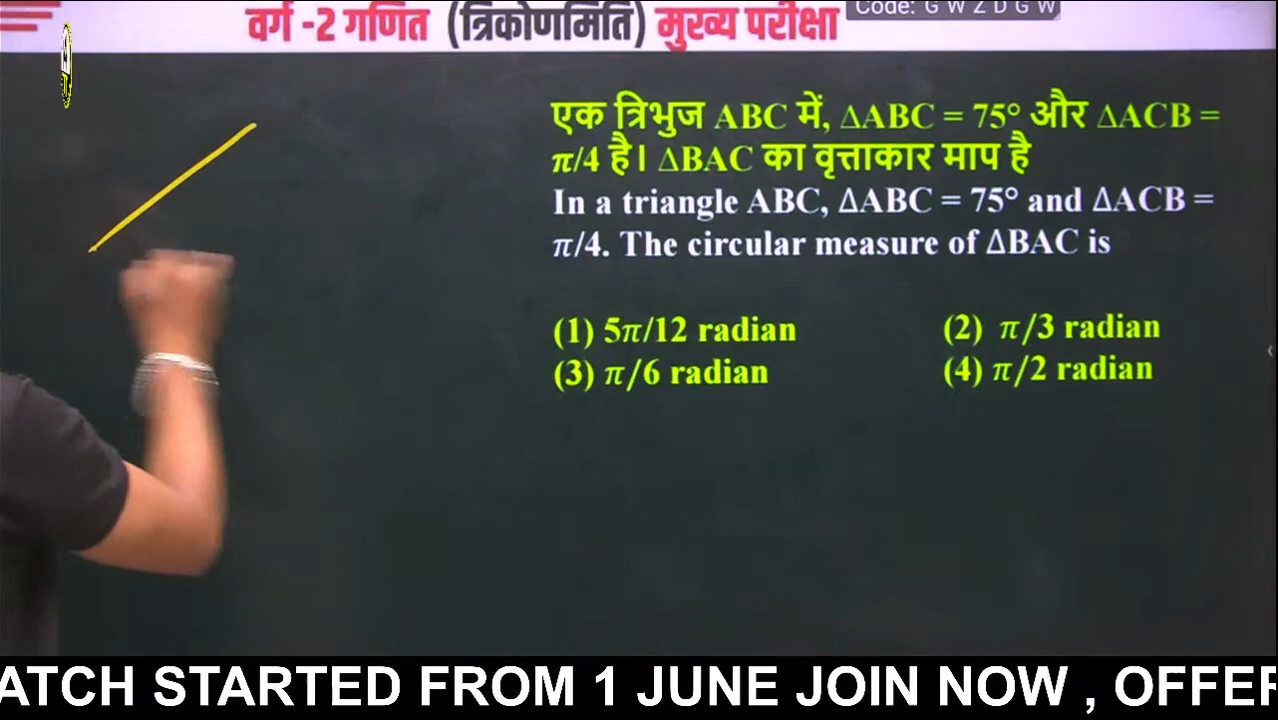 वर्ग -2 गणित (त्रिकोणमिति) मुख्य परीक्षा
Code: G W Z D G W
एक त्रिभुज ABC में, ΔABC = 75° और ΔACB =
π/4 है। ΔBAC का वृत्ताकार माप है
In a triangle ABC, ΔABC = 75° and ΔACB =
π/4. The circular measure of ΔBAC is
(1) 5π/12 radian (2) π/3 radian
(3) π/6 radian (4) π/2 radian
ATCH STARTED FROM 1 JUNE JOIN NOW , OFFER